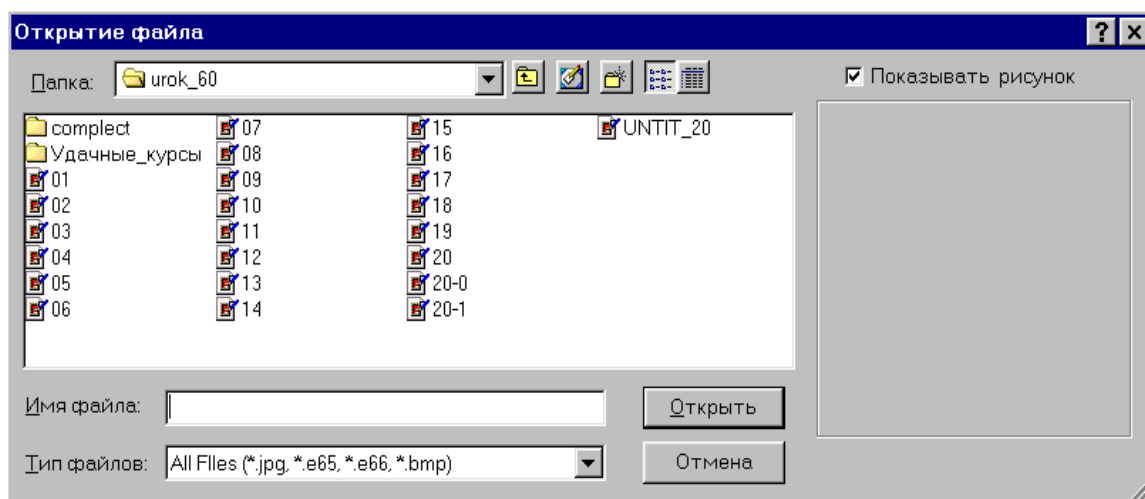 Открытие файла
Папка: urok_60
Показывать рисунок
complect 07 15 UNTIT_20
Удачные_курсы 08 16
01 09 17
02 10 18
03 11 19
04 12 20
05 13 20-0
06 14 20-1
Имя файла: Открыть
Тип файлов: All FIles (*.jpg, *.e65, *.e66, *.bmp) Отмена